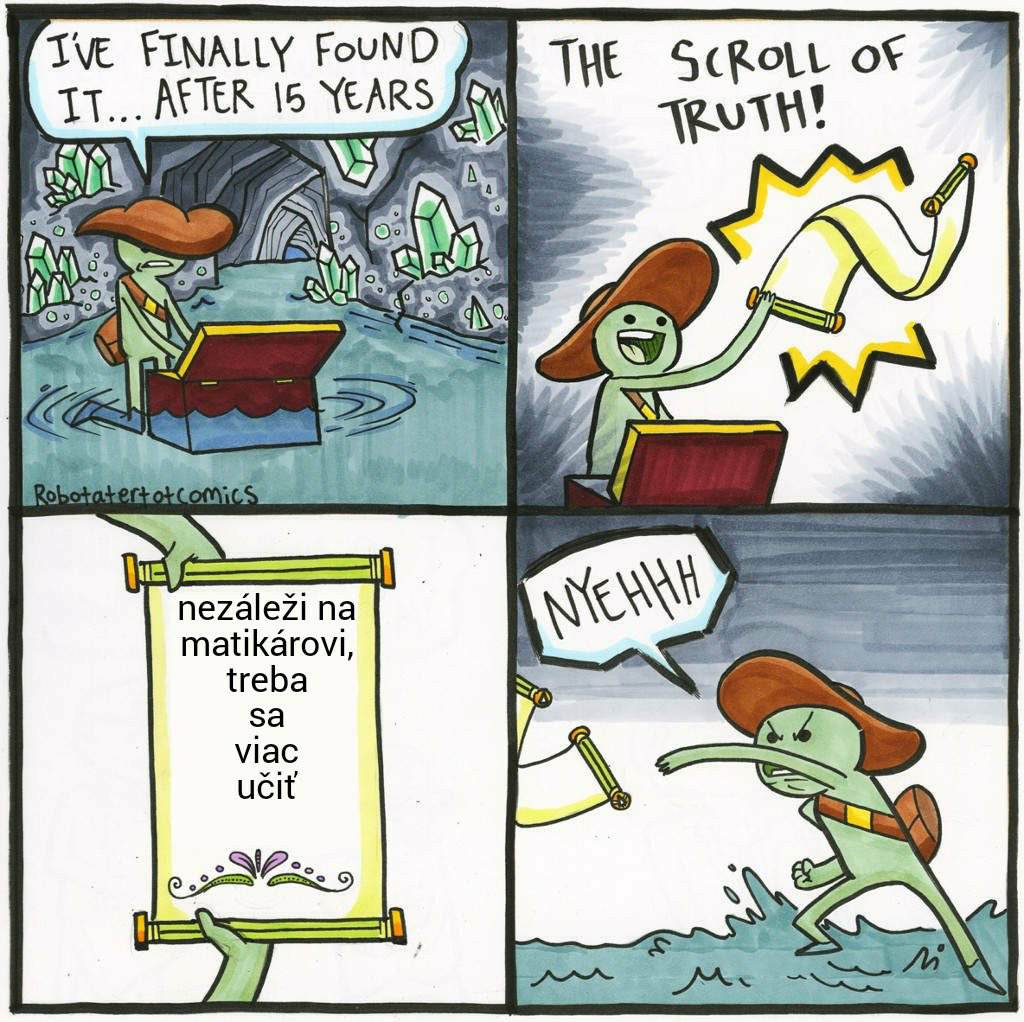 I'VE FINALLY FOUND
IT... AFTER 15 YEARS
THE SCROLL OF
TRUTH!
Robotatertotcomics
nezáleži na
matikárovi,
treba
sa
viac
učiť
NYEHHH